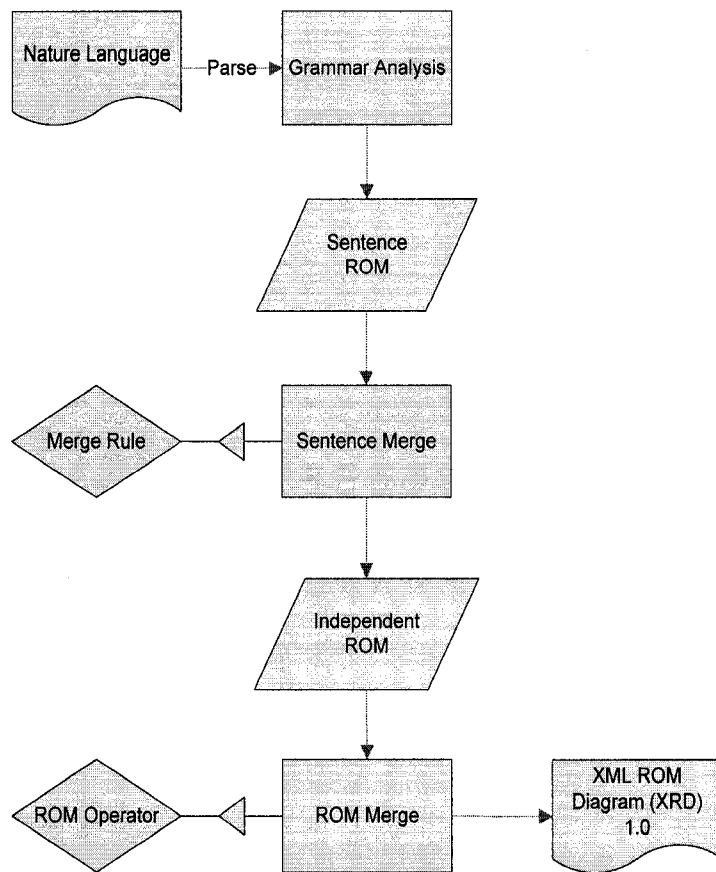 Nature Language
Parse
Grammar Analysis
Sentence
ROM
Merge Rule
Sentence Merge
Independent
ROM
ROM Operator
ROM Merge
XML ROM
Diagram (XRD)
1.0